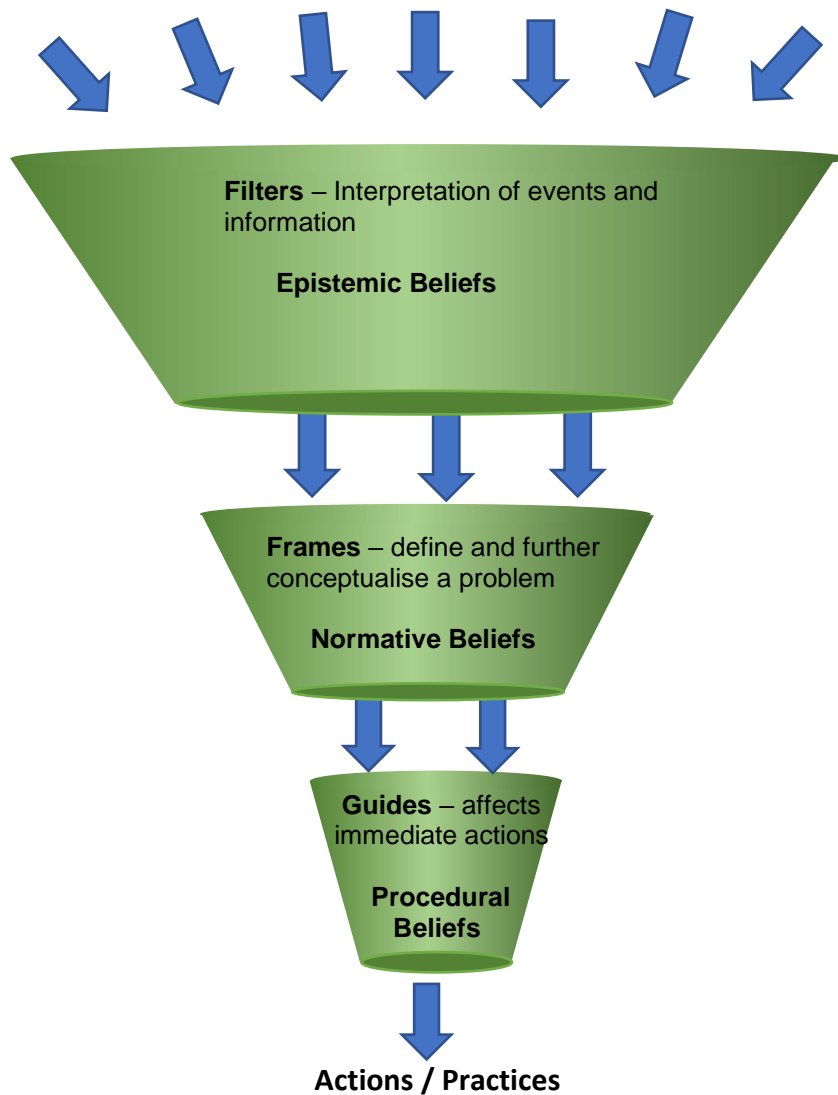 Filters – Interpretation of events and
information
Epistemic Beliefs
Frames – define and further
conceptualise a problem
Normative Beliefs
Guides – affects
immediate actions
Procedural
Beliefs
Actions / Practices